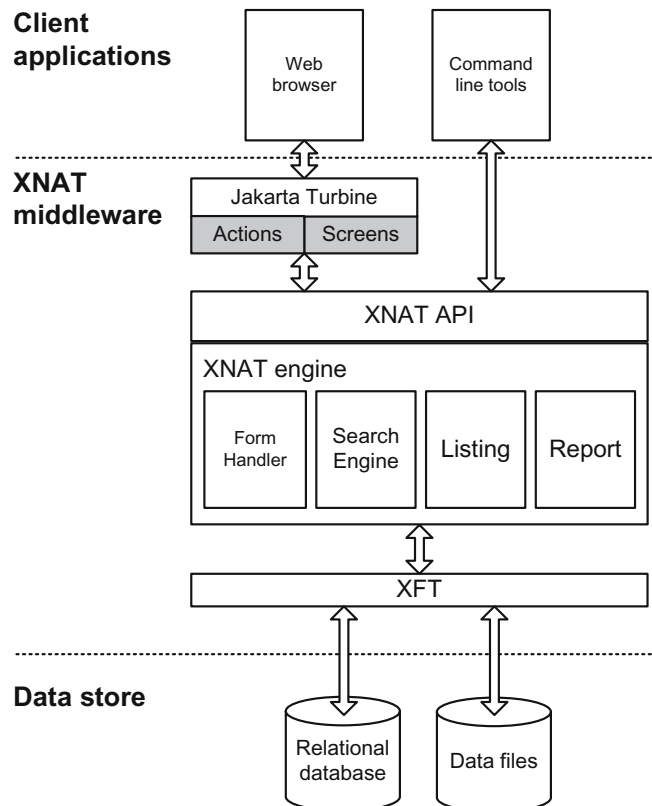 Client
applications
Web
browser
Command
line tools
XNAT
middleware
Jakarta Turbine
Actions
Screens
XNAT API
XNAT engine
Form
Handler
Search
Engine
Listing
Report
XFT
Data store
Relational
database
Data files